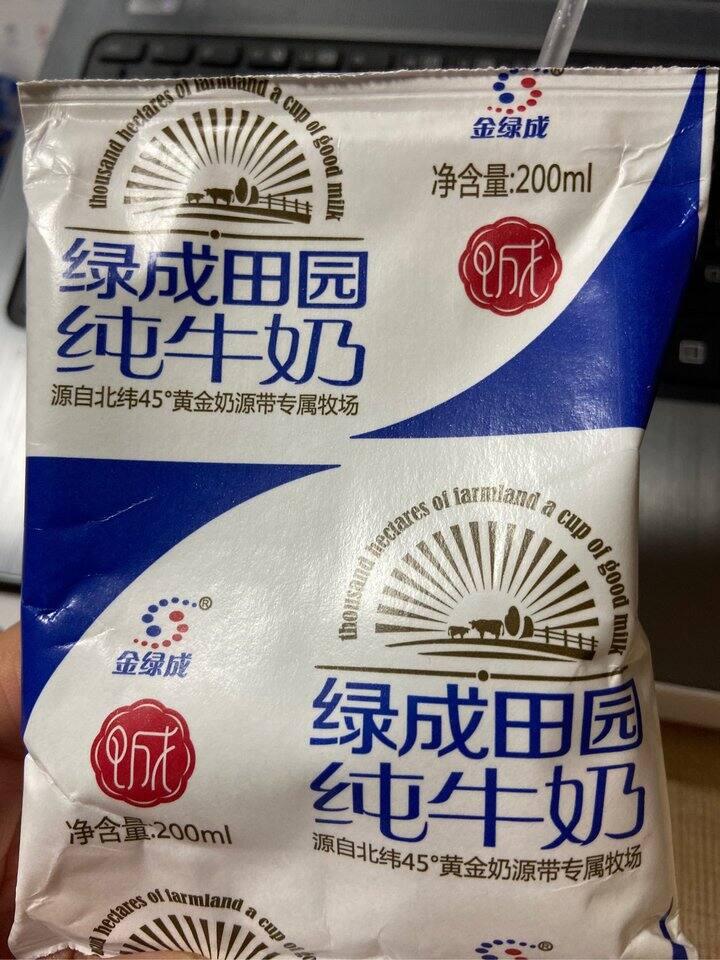 thousand hectares of farmland a cup of good milk
®
金绿成
净含量:200ml
诚
绿成田园
纯牛奶
源自北纬45°黄金奶源带专属牧场
thousand hectares of farmland a cup of good milk
®
金绿成
诚
净含量:200ml
绿成田园
纯牛奶
源自北纬45°黄金奶源带专属牧场
hectares of farmland a cup of good
®